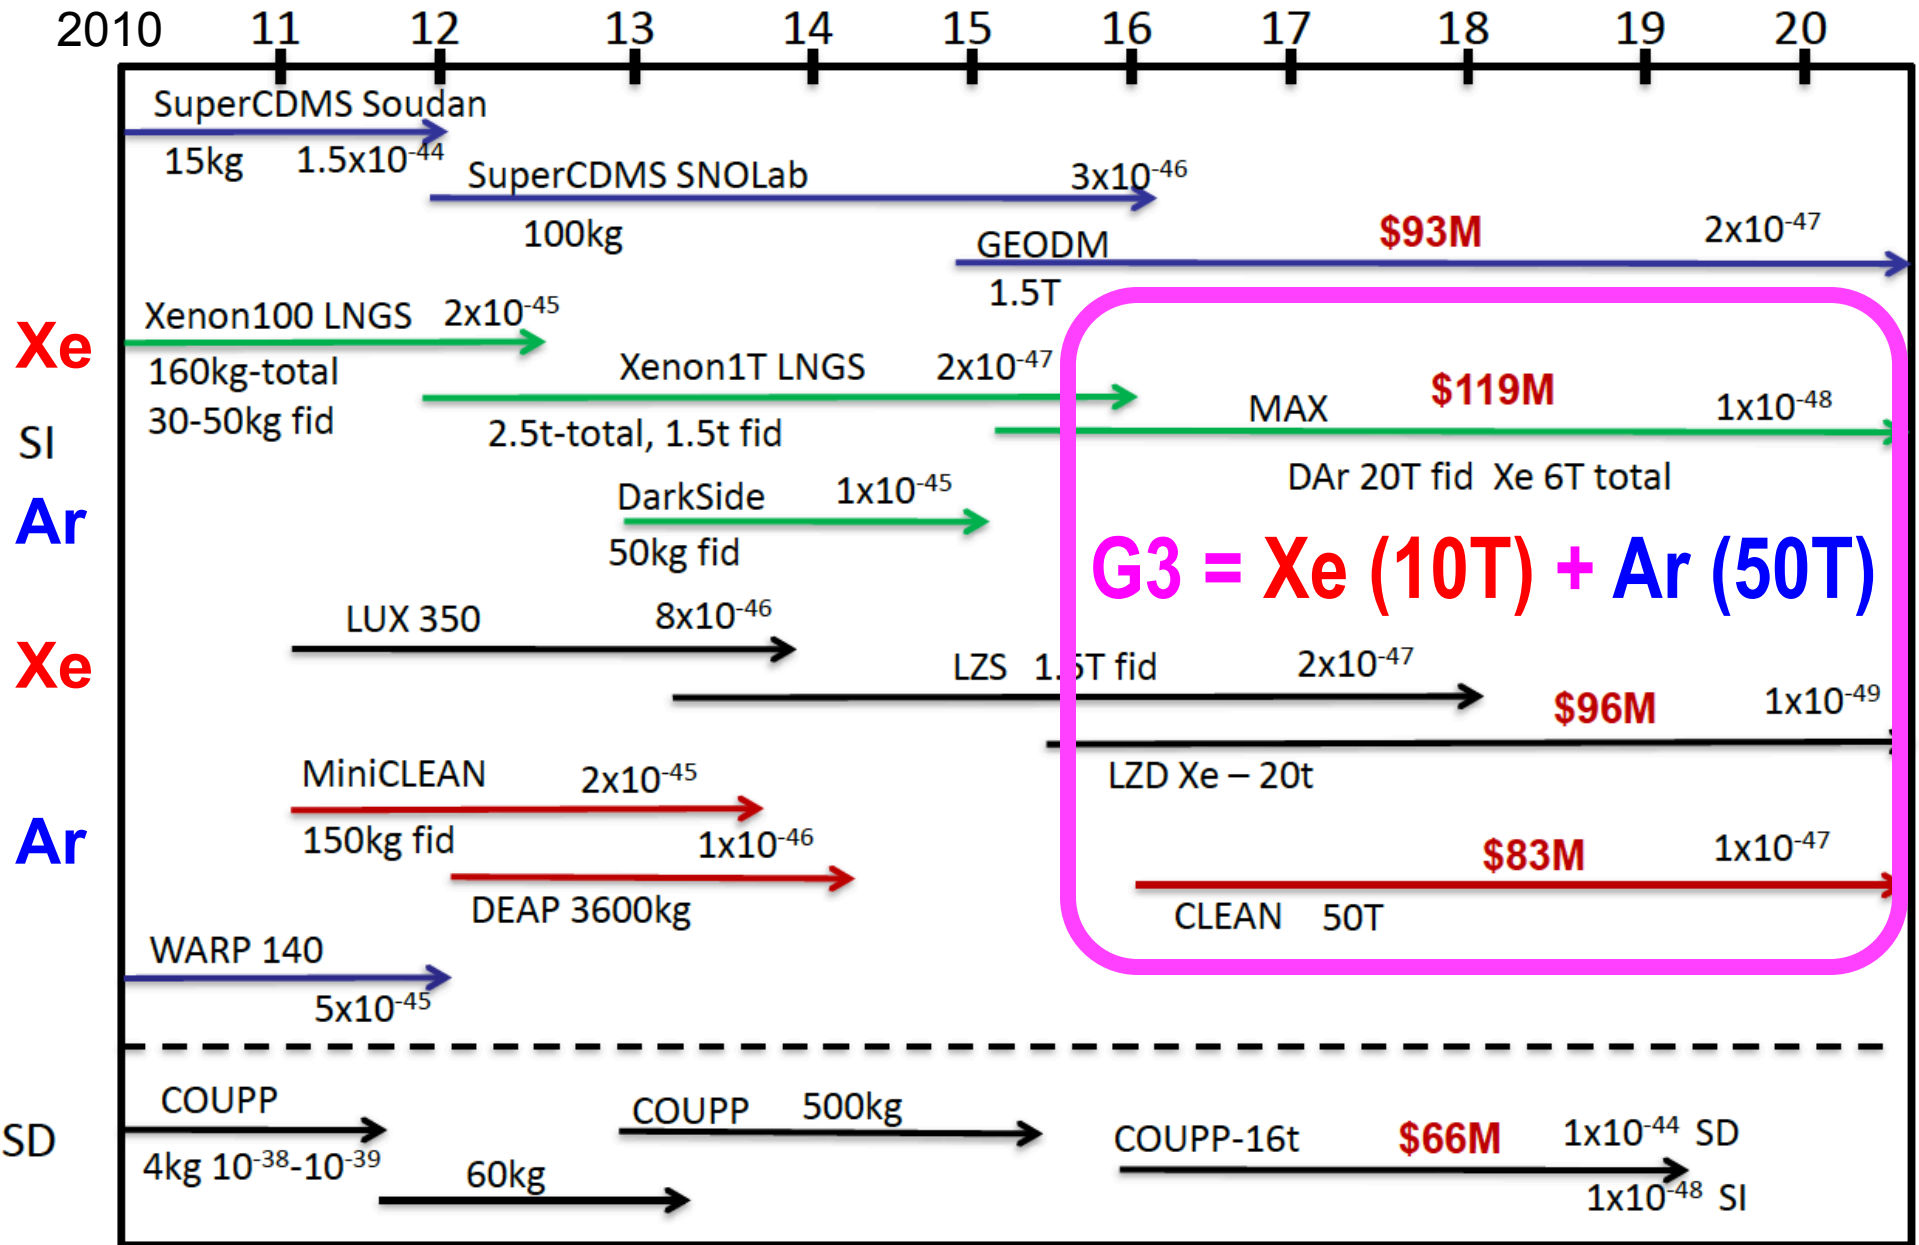 2010 11 12 13 14 15 16 17 18 19 20
SuperCDMS Soudan
15kg 1.5x10⁻⁴⁴
SuperCDMS SNOLab 3x10⁻⁴⁶
100kg
GEODM $93M 2x10⁻⁴⁷
1.5T
Xe
Xenon100 LNGS 2x10⁻⁴⁵
160kg-total
30-50kg fid
Xenon1T LNGS 2x10⁻⁴⁷
2.5t-total, 1.5t fid
MAX $119M 1x10⁻⁴⁸
DAr 20T fid Xe 6T total
SI
Ar
DarkSide 1x10⁻⁴⁵
50kg fid
G3 = Xe (10T) + Ar (50T)
LUX 350 8x10⁻⁴⁶
Xe
LZS 1.5T fid 2x10⁻⁴⁷
$96M 1x10⁻⁴⁹
LZD Xe – 20t
MiniCLEAN 2x10⁻⁴⁵
150kg fid
Ar
1x10⁻⁴⁶
DEAP 3600kg
$83M 1x10⁻⁴⁷
CLEAN 50T
WARP 140
5x10⁻⁴⁵
SD
COUPP
4kg 10⁻³⁸-10⁻³⁹
60kg
COUPP 500kg
COUPP-16t $66M 1x10⁻⁴⁴ SD
1x10⁻⁴⁸ SI